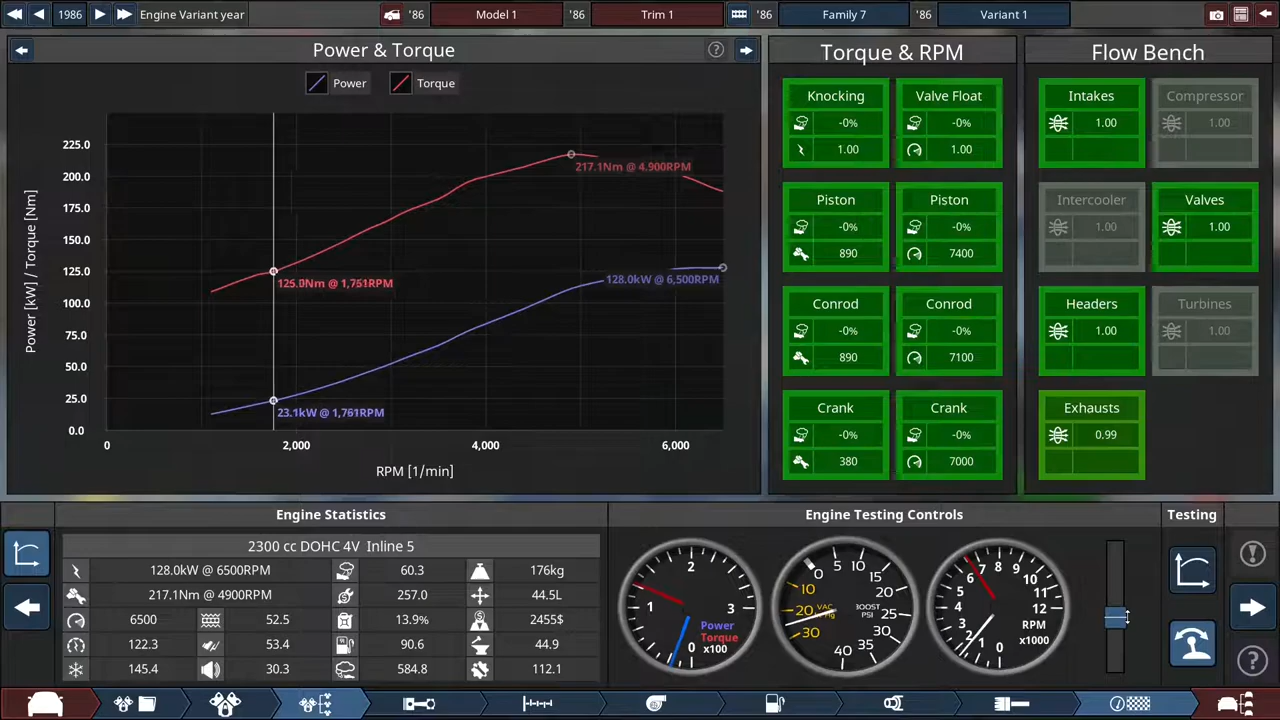 1986 Engine Variant year '86 Model 1 '86 Trim 1 '86 Family 7 '86 Variant 1
Power & Torque ?
Power Torque
Power [kW] / Torque [Nm]
225.0
200.0
175.0
150.0
125.0
100.0
75.0
50.0
25.0
0.0
217.1Nm @ 4,900RPM
125.0Nm @ 1,761RPM
128.0kW @ 6,500RPM
23.1kW @ 1,761RPM
0 2,000 4,000 6,000
RPM [1/min]
Torque & RPM
Knocking
-0%
1.00
Valve Float
-0%
1.00
Piston
-0%
890
Piston
-0%
7400
Conrod
-0%
890
Conrod
-0%
7100
Crank
-0%
380
Crank
-0%
7000
Flow Bench
Intakes
1.00
Compressor
1.00
Intercooler
1.00
Valves
1.00
Headers
1.00
Turbines
1.00
Exhausts
0.99
Engine Statistics
2300 cc DOHC 4V Inline 5
128.0kW @ 6500RPM 60.3 176kg
217.1Nm @ 4900RPM 257.0 44.5L
6500 52.5 13.9% 2455$
122.3 53.4 90.6 44.9
145.4 30.3 584.8 112.1
Engine Testing Controls
0 1 2 3
Power
Torque
x100
0 5 10 15 20 25 30 35 40
10 20 30
VAC
BOOST
PSI
0 1 2 3 4 5 6 7 8 9 10 11 12
RPM
x1000
Testing
?